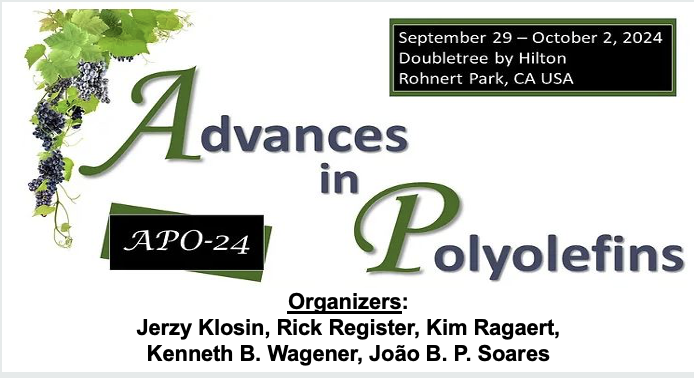 September 29 – October 2, 2024
Doubletree by Hilton
Rohnert Park, CA USA
Advances
in
Polyolefins
APO-24
Organizers:
Jerzy Klosin, Rick Register, Kim Ragaert,
Kenneth B. Wagener, João B. P. Soares